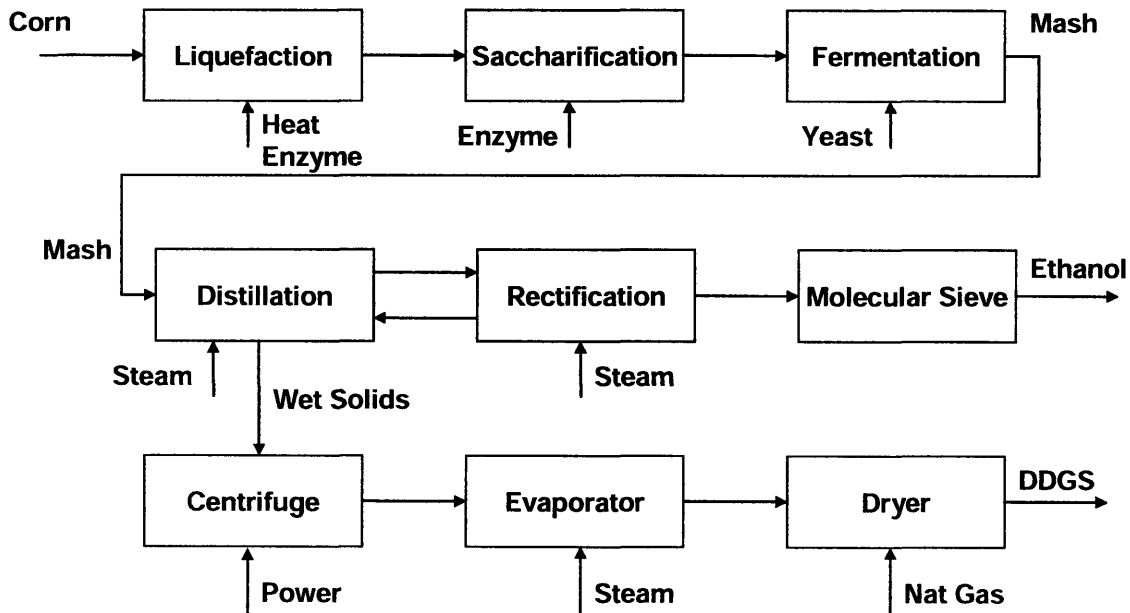 Corn
Mash
Liquefaction
Saccharification
Fermentation
Heat
Enzyme
Enzyme
Yeast
Mash
Distillation
Rectification
Molecular Sieve
Ethanol
Steam
Wet Solids
Steam
Centrifuge
Evaporator
Dryer
DDGS
Power
Steam
Nat Gas